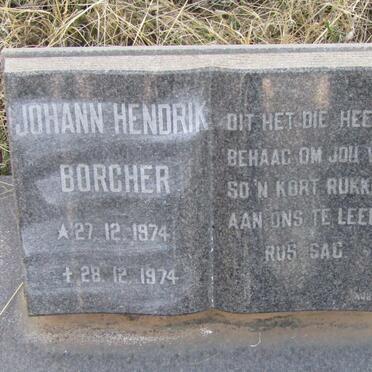 JOHANN HENDRIK
BORCHER
★27.12.1974
✝28.12.1974
DIT HET DIE HEE
BEHAAG OM JOU V
SO'N KORT RUKK
AAN ONS TE LEE
RUS SAG